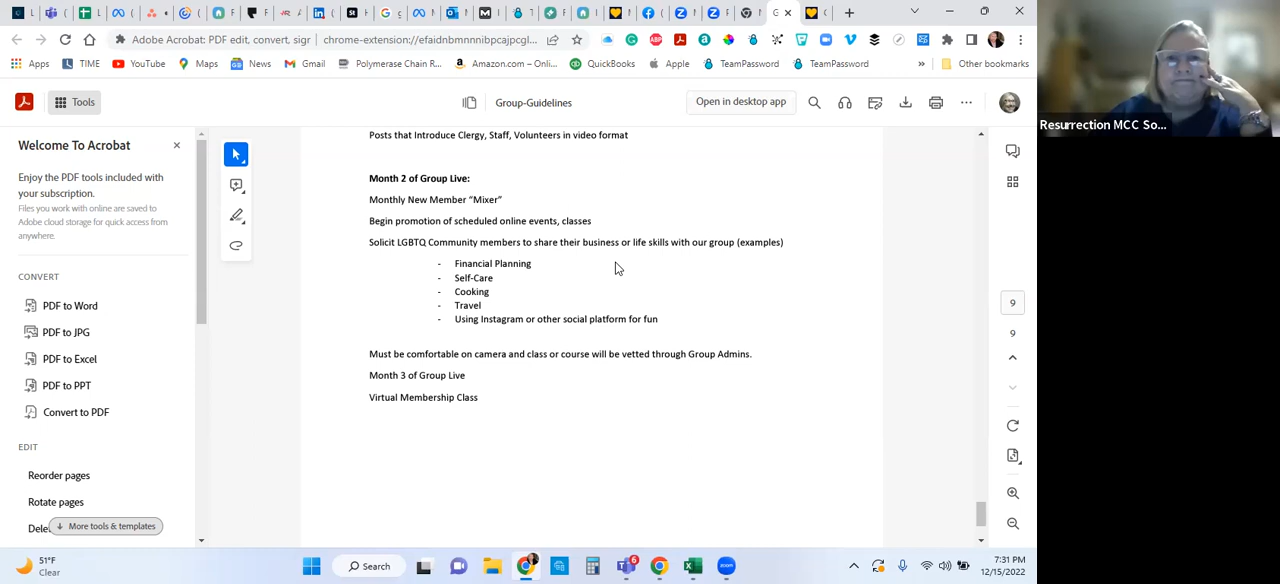 Adobe Acrobat: PDF edit, convert, sigr
chrome-extension://efaidnbmnnnibpcajpcgl...
Apps
TIME
YouTube
Maps
News
Gmail
Polymerase Chain R...
Amazon.com – Onli...
QuickBooks
Apple
TeamPassword
TeamPassword
»
Other bookmarks
Tools
Group-Guidelines
Open in desktop app
Resurrection MCC So...
Welcome To Acrobat
Enjoy the PDF tools included with
your subscription.
Files you work with online are saved to
Adobe cloud storage for quick access from
anywhere.
CONVERT
PDF to Word
PDF to JPG
PDF to Excel
PDF to PPT
Convert to PDF
EDIT
Reorder pages
Rotate pages
More tools & templates
Posts that Introduce Clergy, Staff, Volunteers in video format
Month 2 of Group Live:
Monthly New Member “Mixer”
Begin promotion of scheduled online events, classes
Solicit LGBTQ Community members to share their business or life skills with our group (examples)
- Financial Planning
- Self-Care
- Cooking
- Travel
- Using Instagram or other social platform for fun
Must be comfortable on camera and class or course will be vetted through Group Admins.
Month 3 of Group Live
Virtual Membership Class
9
9
51°F
Clear
Search
6
zoom
7:31 PM
12/15/2022